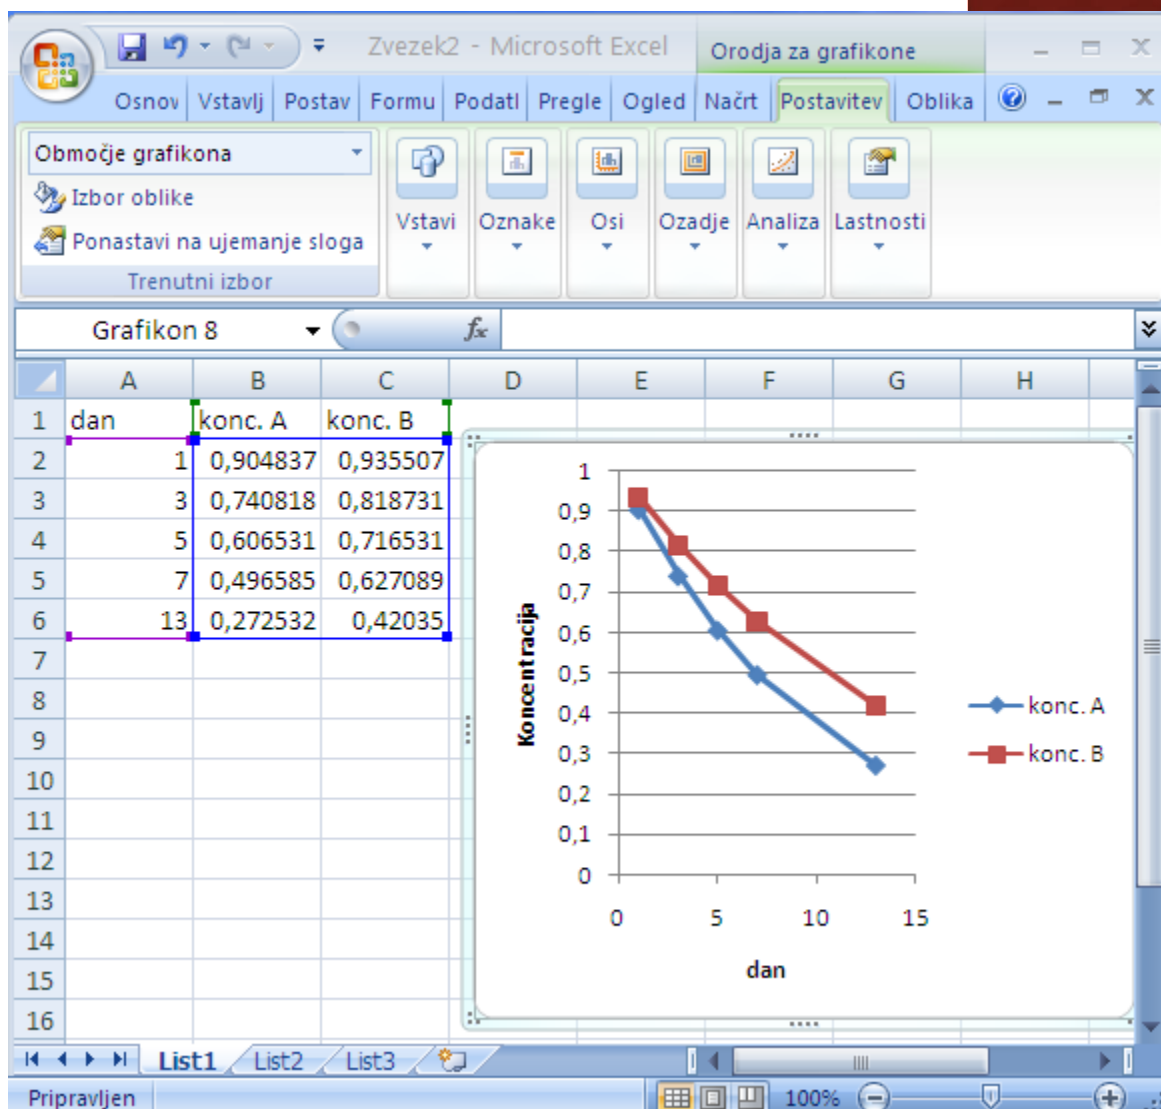 Zvezek2 - Microsoft Excel Orodja za grafikone
Osnov Vstavlj Postav Formu Podatl Pregle Ogled Načrt Postavitev Oblika
Območje grafikona
Izbor oblike
Ponastavi na ujemanje sloga
Trenutni izbor
Vstavi Oznake Osi Ozadje Analiza Lastnosti
Grafikon 8 fx
A B C D E F G H
1 dan konc. A konc. B
2 1 0,904837 0,935507
3 3 0,740818 0,818731
4 5 0,606531 0,716531
5 7 0,496585 0,627089
6 13 0,272532 0,42035
7
8
9
10
11
12
13
14
15
16
1
0,9
0,8
0,7
0,6
0,5
0,4
0,3
0,2
0,1
0
Koncentracija
0 5 10 15
dan
konc. A
konc. B
List1 List2 List3
Pripravljen 100%